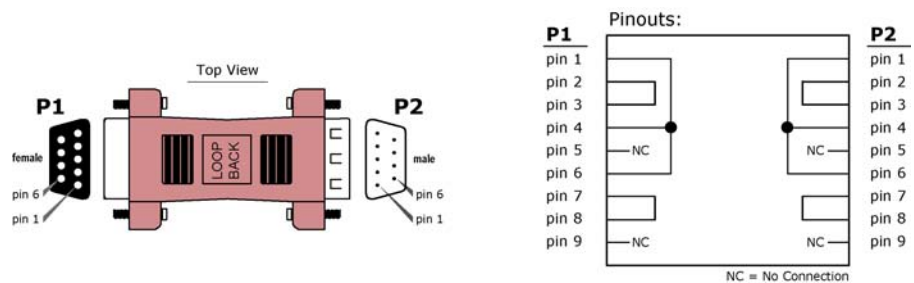 Top View
P1
P2
female
male
LOOP
BACK
pin 6
pin 1
pin 6
pin 1
Pinouts:
P1
P2
pin 1
pin 2
pin 3
pin 4
pin 5
pin 6
pin 7
pin 8
pin 9
NC
NC
NC
NC
pin 1
pin 2
pin 3
pin 4
pin 5
pin 6
pin 7
pin 8
pin 9
NC = No Connection